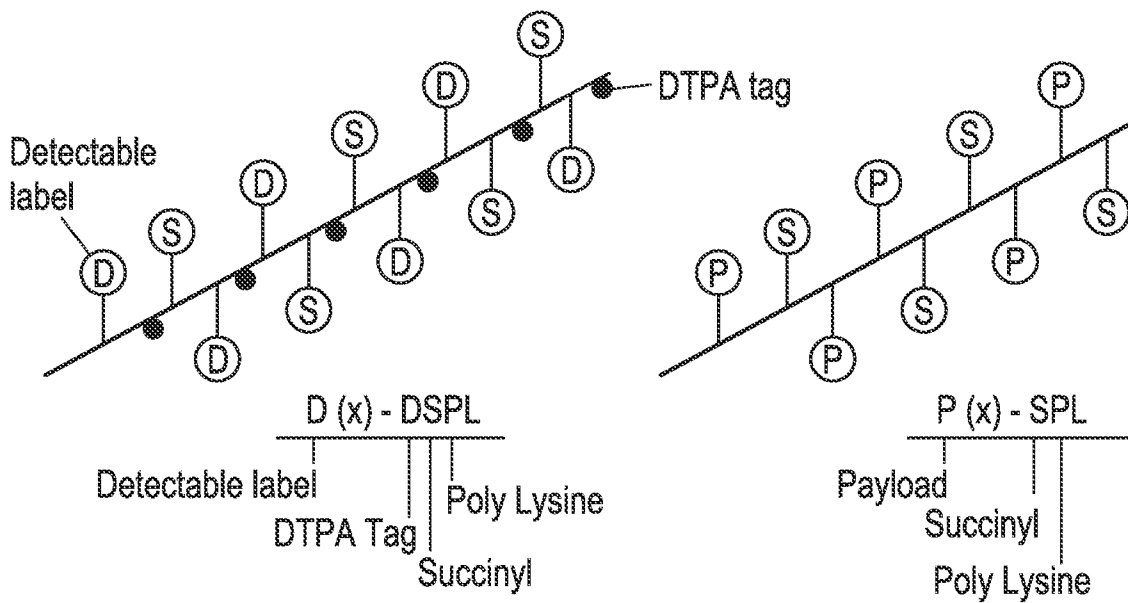 S
D
DTPA tag
S
Detectable
label
D
S
D
S
D
S
D
S
D
P
S
P
S
P
S
P
S
P
D (x) - DSPL
Detectable label
DTPA Tag
Poly Lysine
Succinyl
P (x) - SPL
Payload
Succinyl
Poly Lysine